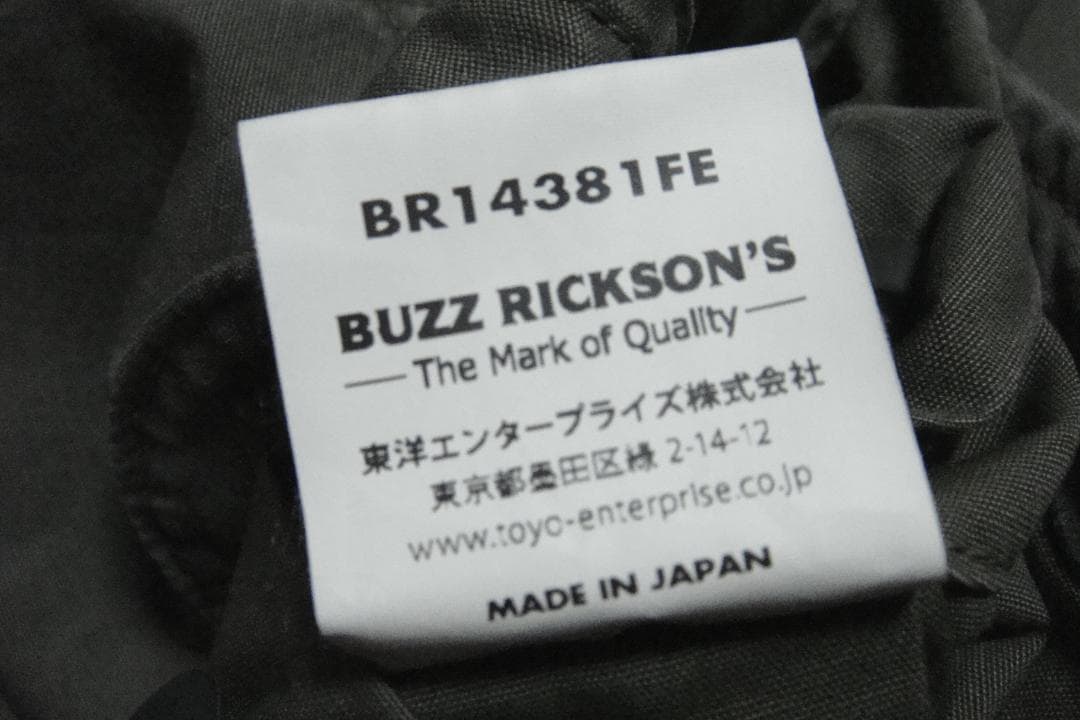 BR14381FE
BUZZ RICKSON'S
The Mark of Quality
東洋エンタープライズ株式会社
東京都墨田区緑 2-14-12
www.toyo-enterprise.co.jp
MADE IN JAPAN